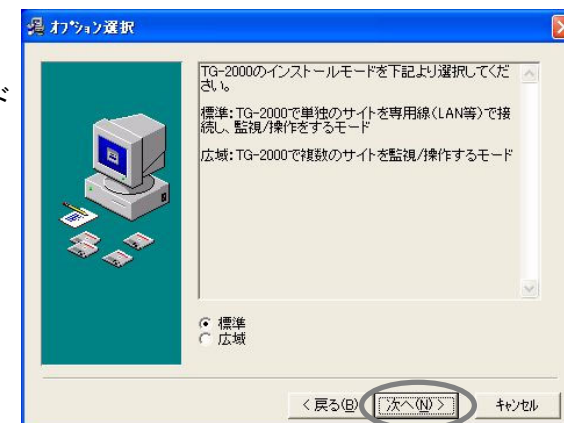 オプション選択
ド
TG-2000のインストールモードを下記より選択してくだ
さい。
標準:TG-2000で単独のサイトを専用線(LAN等)で接
続し、監視/操作をするモード
広域:TG-2000で複数のサイトを監視/操作するモード
標準
広域
< 戻る(B)
次へ(N) >
キャンセル